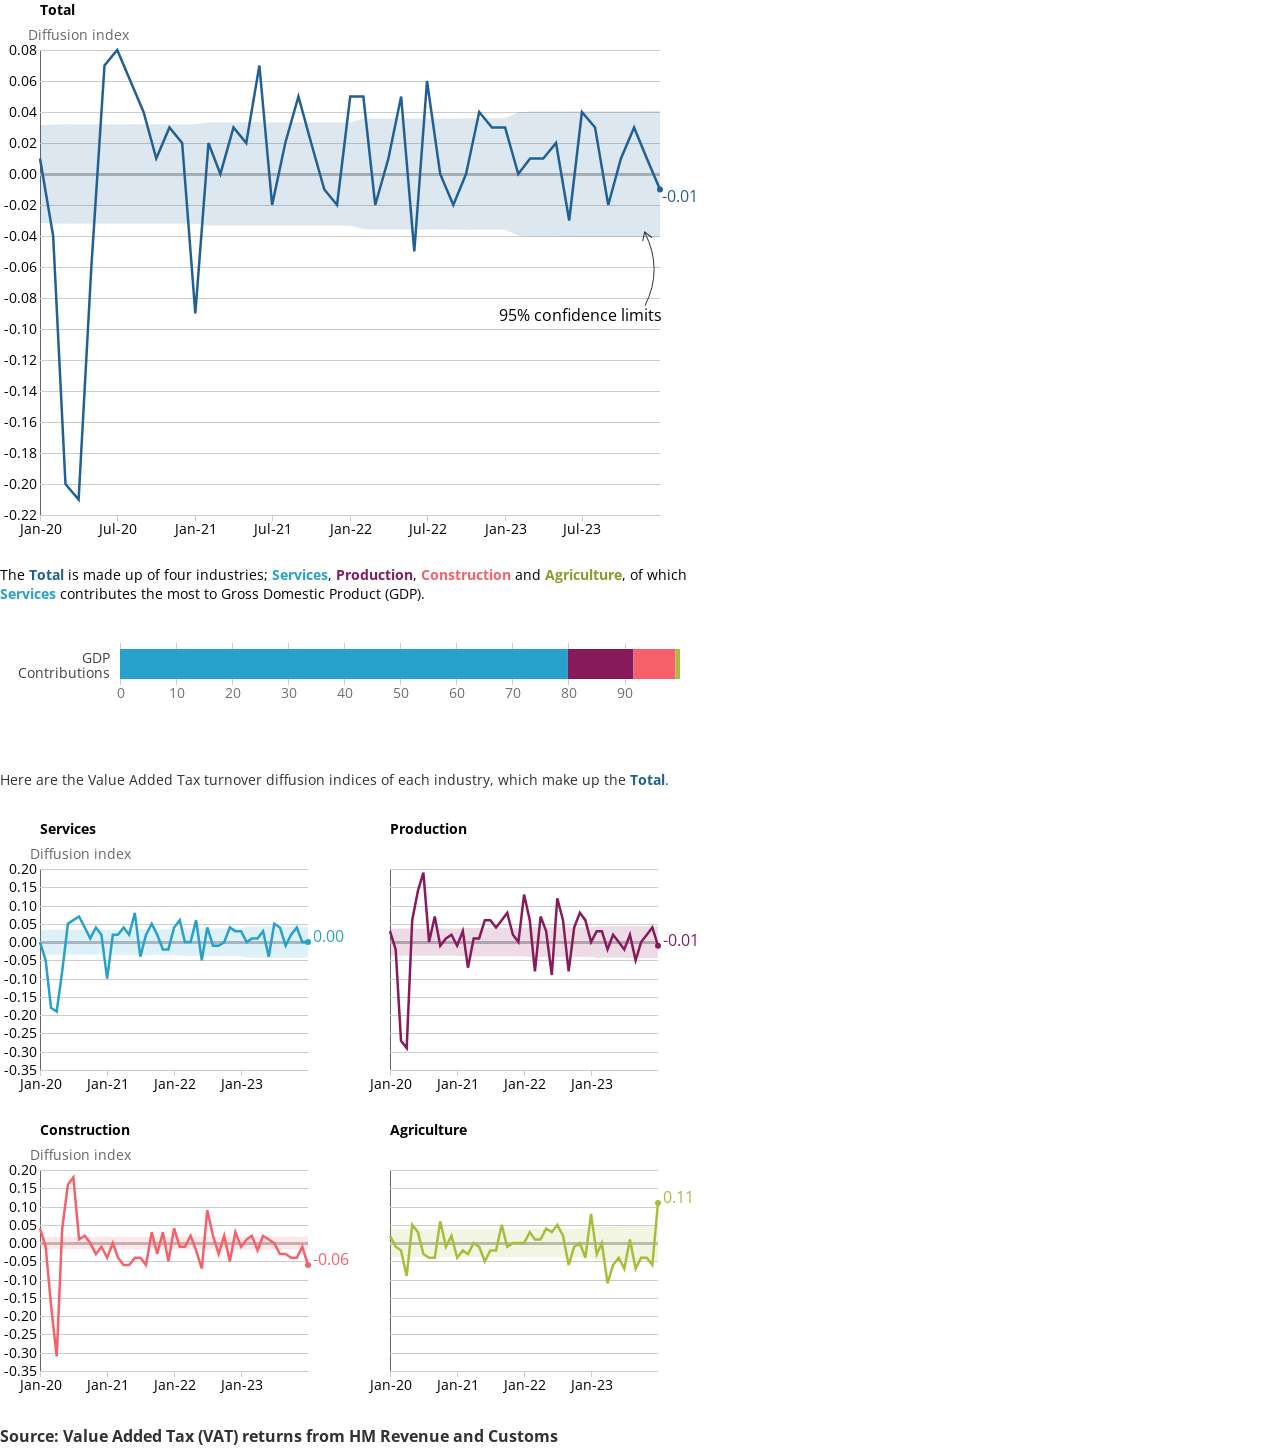 Total
Diffusion index
0.08
0.06
0.04
0.02
0.00
-0.02
-0.04
-0.06
-0.08
-0.10
-0.12
-0.14
-0.16
-0.18
-0.20
-0.22
-0.01
95% confidence limits
Jan-20 Jul-20 Jan-21 Jul-21 Jan-22 Jul-22 Jan-23 Jul-23
The Total is made up of four industries; Services, Production, Construction and Agriculture, of which
Services contributes the most to Gross Domestic Product (GDP).
GDP
Contributions
0 10 20 30 40 50 60 70 80 90
Here are the Value Added Tax turnover diffusion indices of each industry, which make up the Total.
Services
Diffusion index
0.20
0.15
0.10
0.05
0.00
-0.05
-0.10
-0.15
-0.20
-0.25
-0.30
-0.35
0.00
Jan-20 Jan-21 Jan-22 Jan-23
Production
-0.01
Jan-20 Jan-21 Jan-22 Jan-23
Construction
Diffusion index
0.20
0.15
0.10
0.05
0.00
-0.05
-0.10
-0.15
-0.20
-0.25
-0.30
-0.35
-0.06
Jan-20 Jan-21 Jan-22 Jan-23
Agriculture
0.11
Jan-20 Jan-21 Jan-22 Jan-23
Source: Value Added Tax (VAT) returns from HM Revenue and Customs